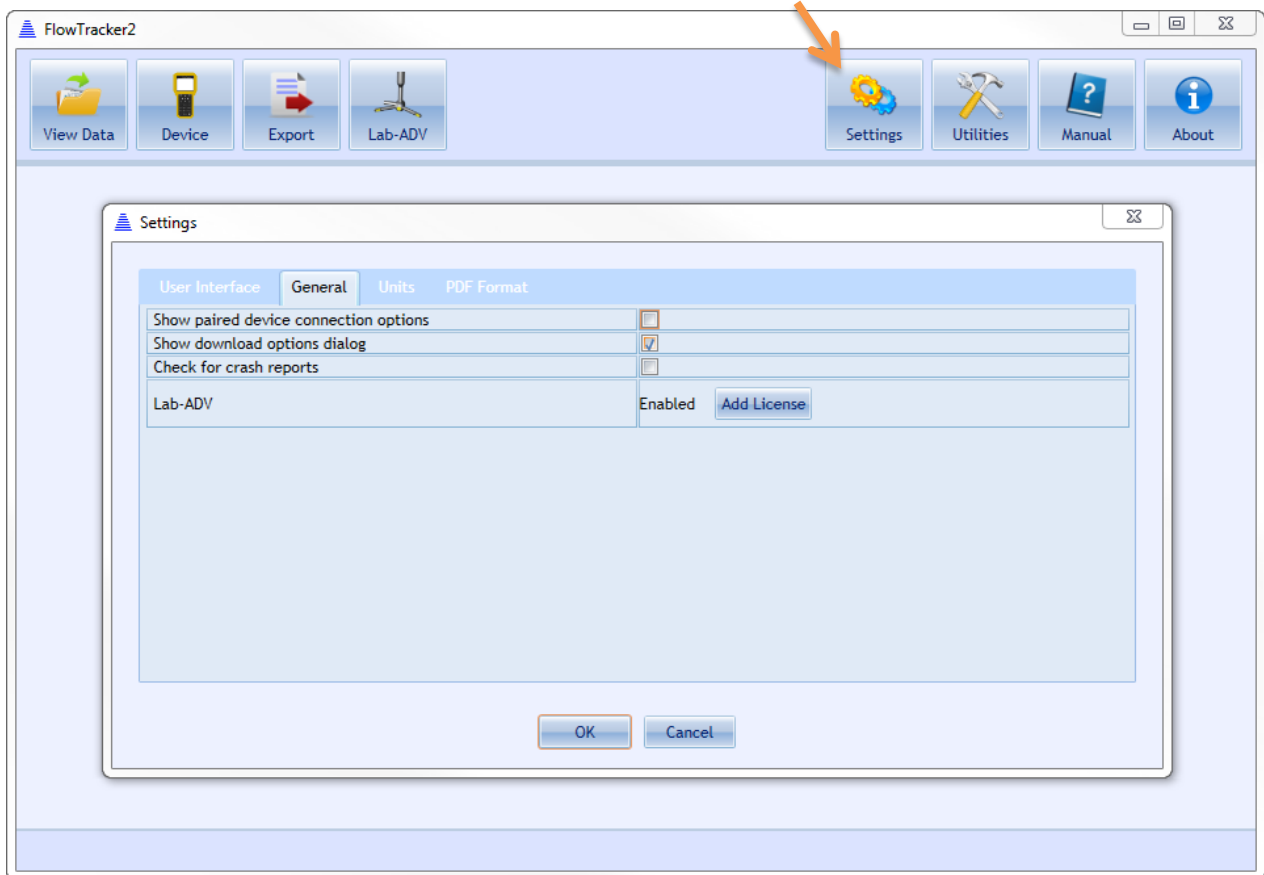 FlowTracker2
View Data Device Export Lab-ADV Settings Utilities Manual About
Settings
User Interface General Units PDF Format
Show paired device connection options
Show download options dialog
Check for crash reports
Lab-ADV Enabled Add License
OK Cancel